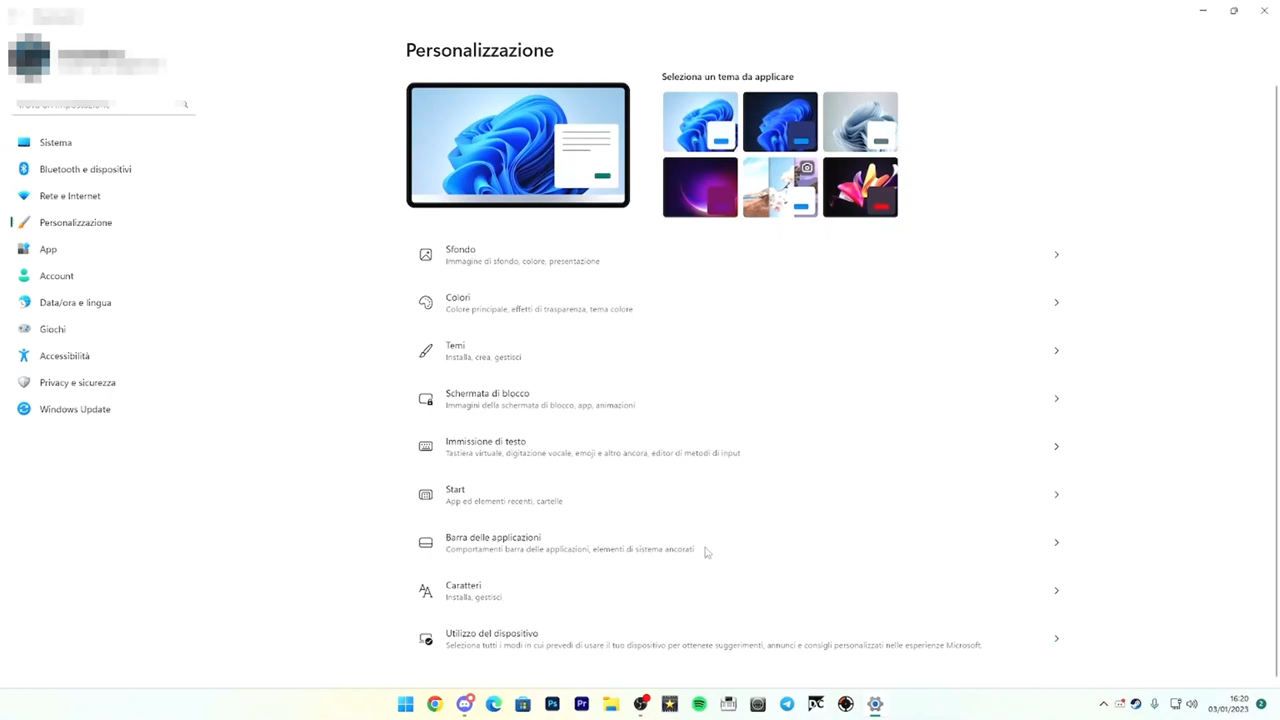 Personalizzazione
Seleziona un tema da applicare
Sistema
Bluetooth e dispositivi
Rete e Internet
Personalizzazione
App
Account
Data/ora e lingua
Giochi
Accessibilità
Privacy e sicurezza
Windows Update
Sfondo
Immagine di sfondo, colore, presentazione
Colori
Colore principale, effetti di trasparenza, tema colore
Temi
Installa, crea, gestisci
Schermata di blocco
Immagini della schermata di blocco, app, animazioni
Immissione di testo
Tastiera virtuale, digitazione vocale, emoji e altro ancora, editor di metodi di input
Start
App ed elementi recenti, cartelle
Barra delle applicazioni
Comportamenti barra delle applicazioni, elementi di sistema ancorati
Caratteri
Installa, gestisci
Utilizzo del dispositivo
Seleziona tutti i modi in cui prevedi di usare il tuo dispositivo per ottenere suggerimenti, annunci e consigli personalizzati nelle esperienze Microsoft.
Ps
Pr
16:20
03/01/2023
2